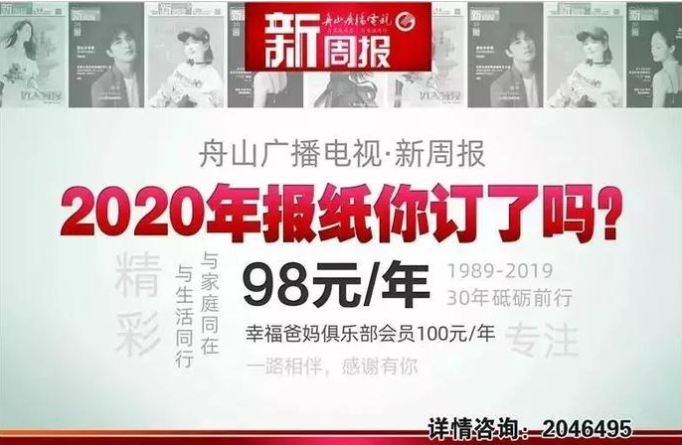 舟山广播电视
新周报
舟山广播电视·新周报
2020年报纸你订了吗?
精彩
与家庭同在
与生活同行
98元/年
1989-2019
30年砥砺前行
幸福爸妈俱乐部会员100元/年
专注
一路相伴，感谢有你
详情咨询：2046495